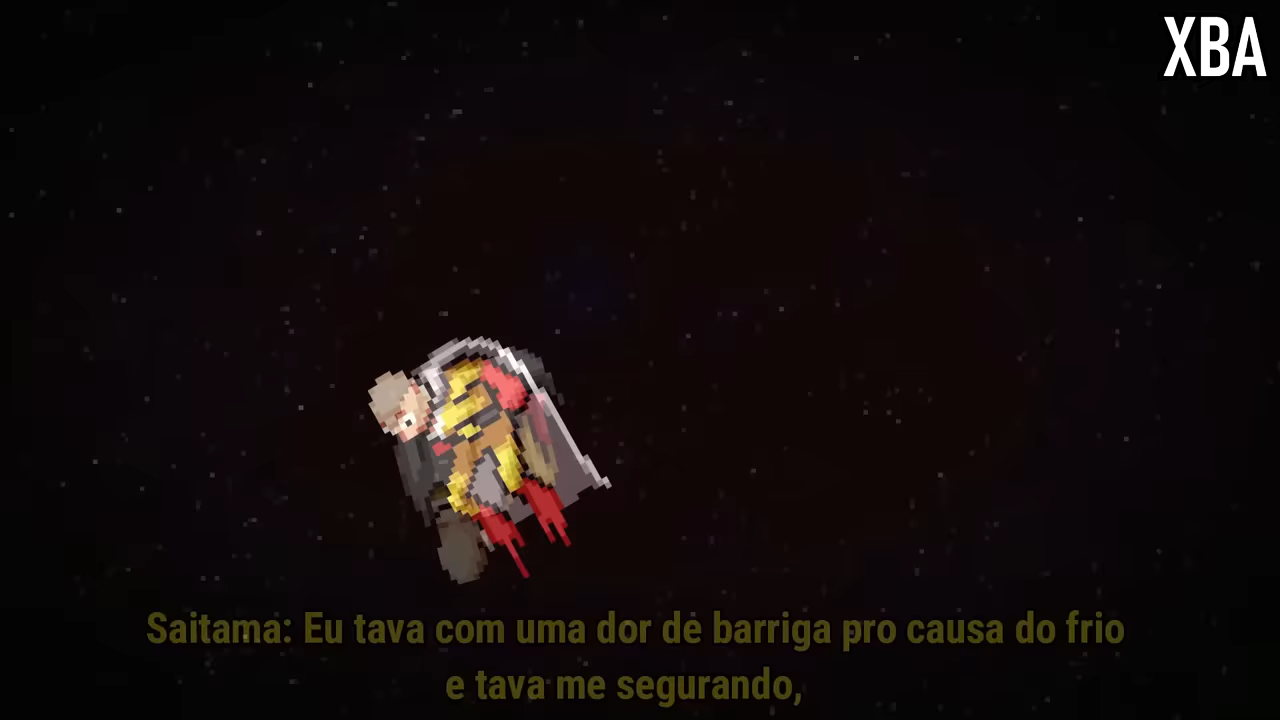 XBA
Saitama: Eu tava com uma dor de barriga pro causa do frio
e tava me segurando,